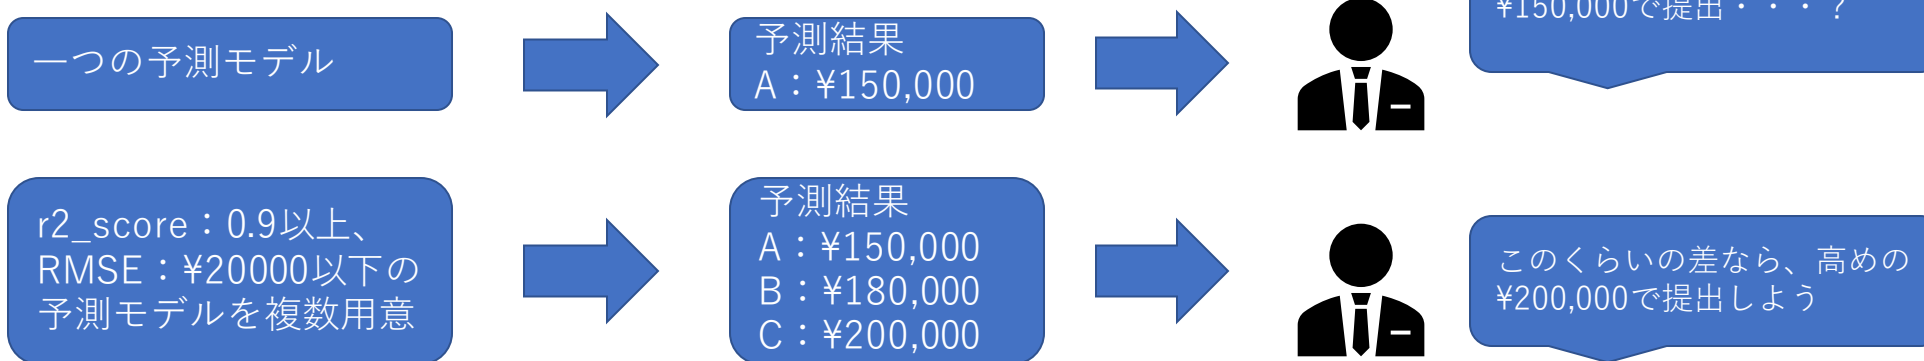 一つの予測モデル
予測結果
A：¥150,000
¥150,000で提出・・・？
r2_score：0.9以上、
RMSE：¥20000以下の
予測モデルを複数用意
予測結果
A：¥150,000
B：¥180,000
C：¥200,000
このくらいの差なら、高めの
¥200,000で提出しよう